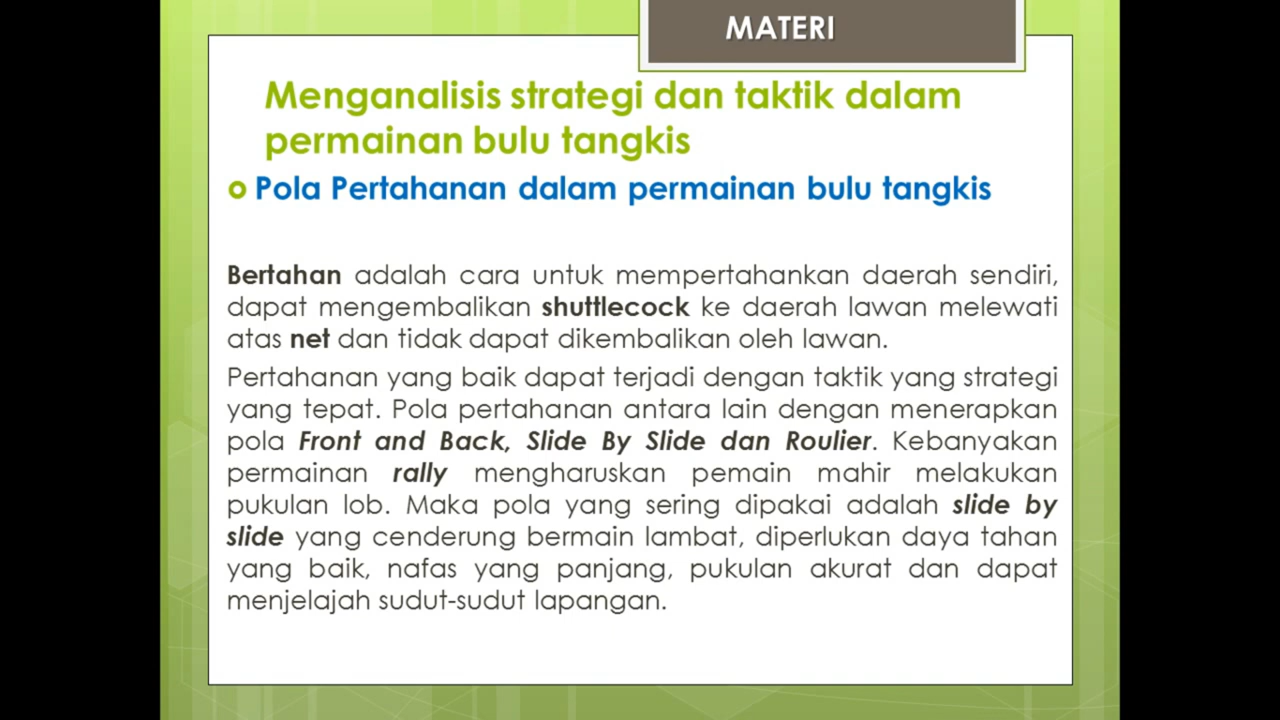 MATERI
Menganalisis strategi dan taktik dalam
permainan bulu tangkis
Pola Pertahanan dalam permainan bulu tangkis
Bertahan adalah cara untuk mempertahankan daerah sendiri,
dapat mengembalikan shuttlecock ke daerah lawan melewati
atas net dan tidak dapat dikembalikan oleh lawan.
Pertahanan yang baik dapat terjadi dengan taktik yang strategi
yang tepat. Pola pertahanan antara lain dengan menerapkan
pola Front and Back, Slide By Slide dan Roulier. Kebanyakan
permainan rally mengharuskan pemain mahir melakukan
pukulan lob. Maka pola yang sering dipakai adalah slide by
slide yang cenderung bermain lambat, diperlukan daya tahan
yang baik, nafas yang panjang, pukulan akurat dan dapat
menjelajah sudut-sudut lapangan.